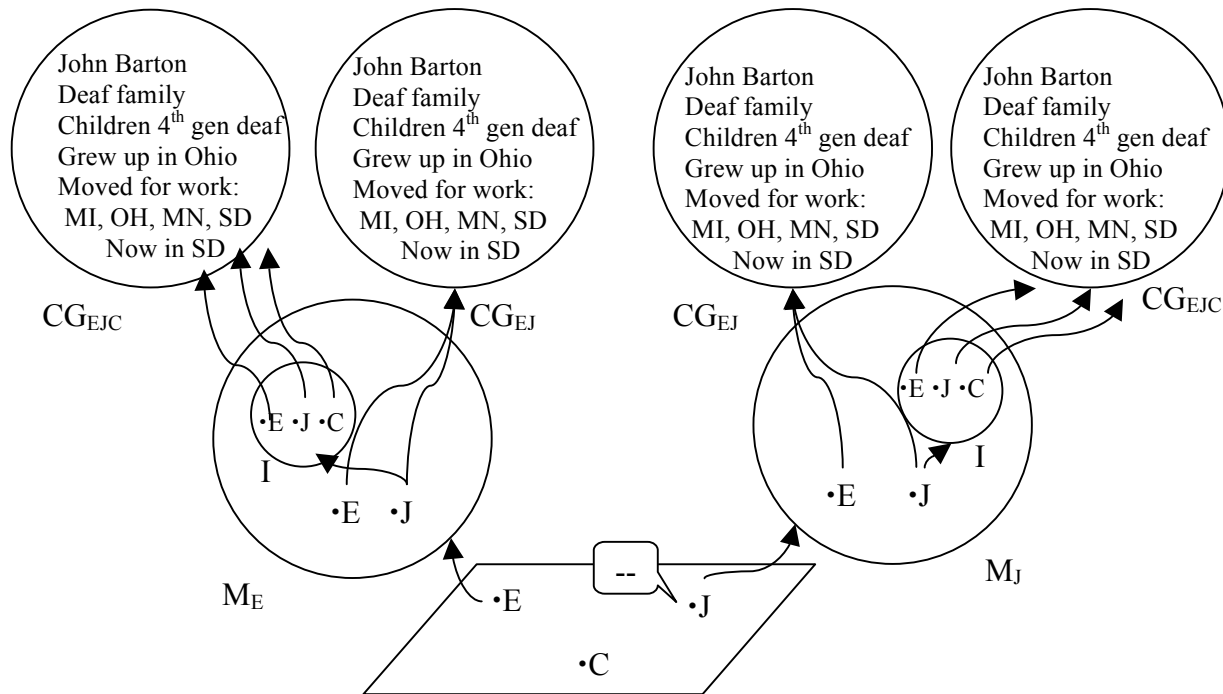 John Barton
Deaf family
Children 4th gen deaf
Grew up in Ohio
Moved for work:
MI, OH, MN, SD
Now in SD
John Barton
Deaf family
Children 4th gen deaf
Grew up in Ohio
Moved for work:
MI, OH, MN, SD
Now in SD
John Barton
Deaf family
Children 4th gen deaf
Grew up in Ohio
Moved for work:
MI, OH, MN, SD
Now in SD
John Barton
Deaf family
Children 4th gen deaf
Grew up in Ohio
Moved for work:
MI, OH, MN, SD
Now in SD
CGEJC
CGEJ
CGEJ
CGEJC
•E •J •C
I
•E •J
ME
•E •J •C
I
•E •J
MJ
--
•E
•J
•C